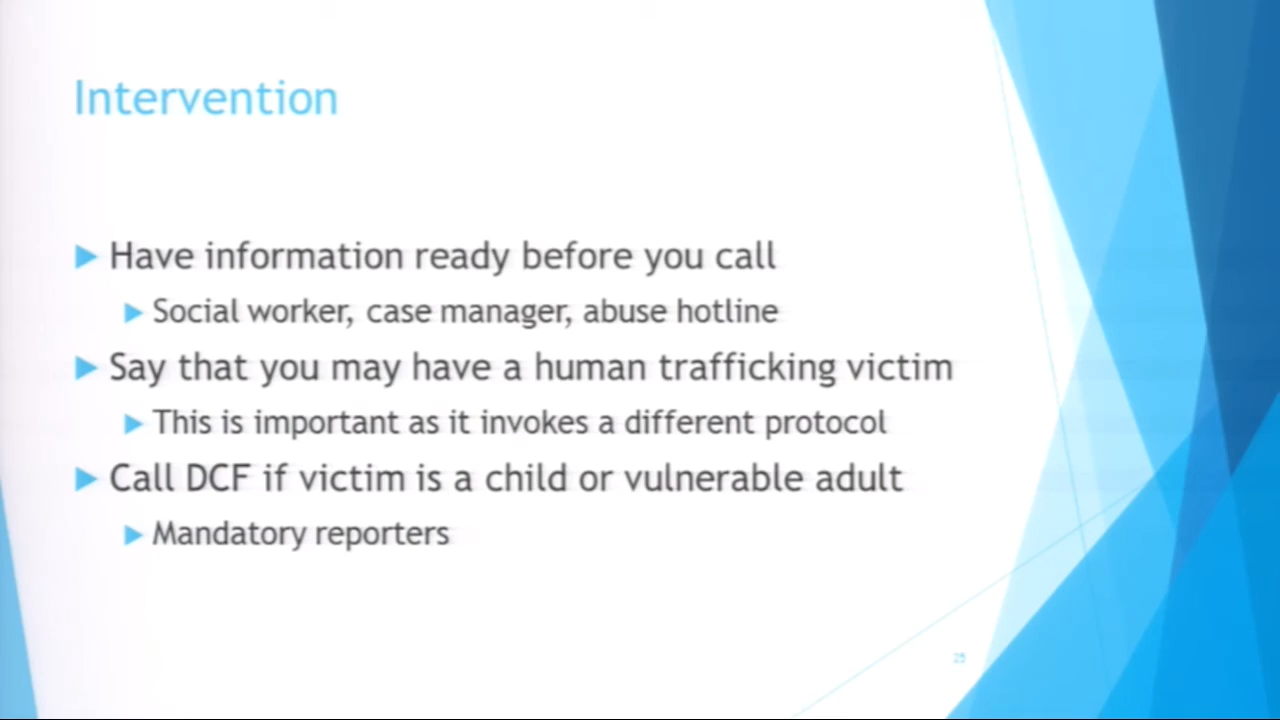 Intervention
Have information ready before you call
Social worker, case manager, abuse hotline
Say that you may have a human trafficking victim
This is important as it invokes a different protocol
Call DCF if victim is a child or vulnerable adult
Mandatory reporters
25